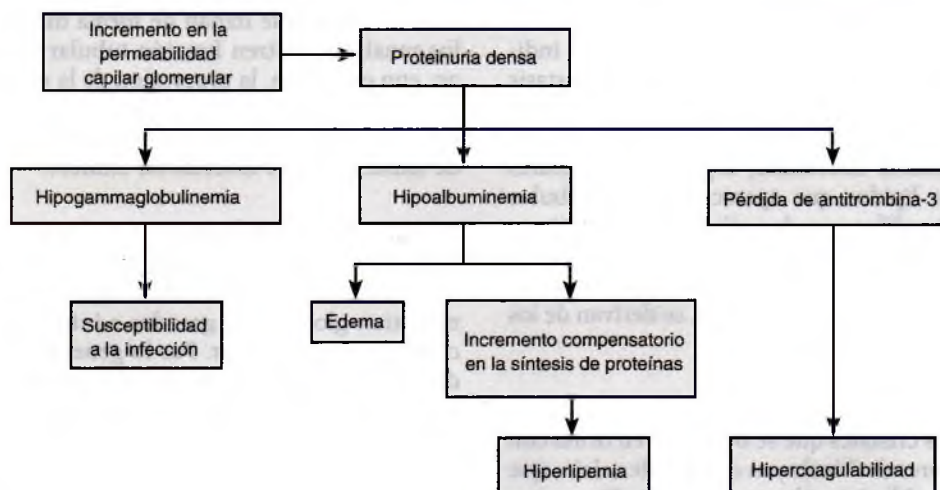 Incremento en la
permeabilidad
capilar glomerular
Proteinuria densa
Hipogammaglobulinemia
Hipoalbuminemia
Pérdida de antitrombina-3
Susceptibilidad
a la infección
Edema
Incremento compensatorio
en la síntesis de proteínas
Hiperlipemia
Hipercoagulabilidad